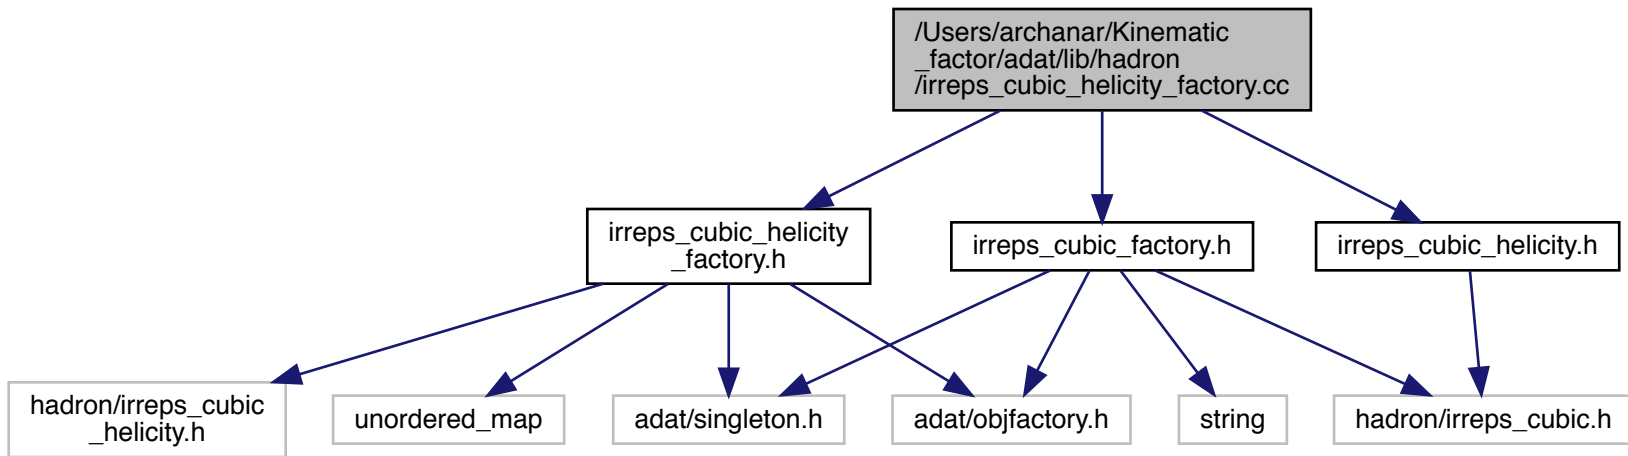 /Users/archanar/Kinematic
_factor/adat/lib/hadron
/irreps_cubic_helicity_factory.cc
irreps_cubic_helicity
_factory.h
irreps_cubic_factory.h
irreps_cubic_helicity.h
hadron/irreps_cubic
_helicity.h
unordered_map
adat/singleton.h
adat/objfactory.h
string
hadron/irreps_cubic.h